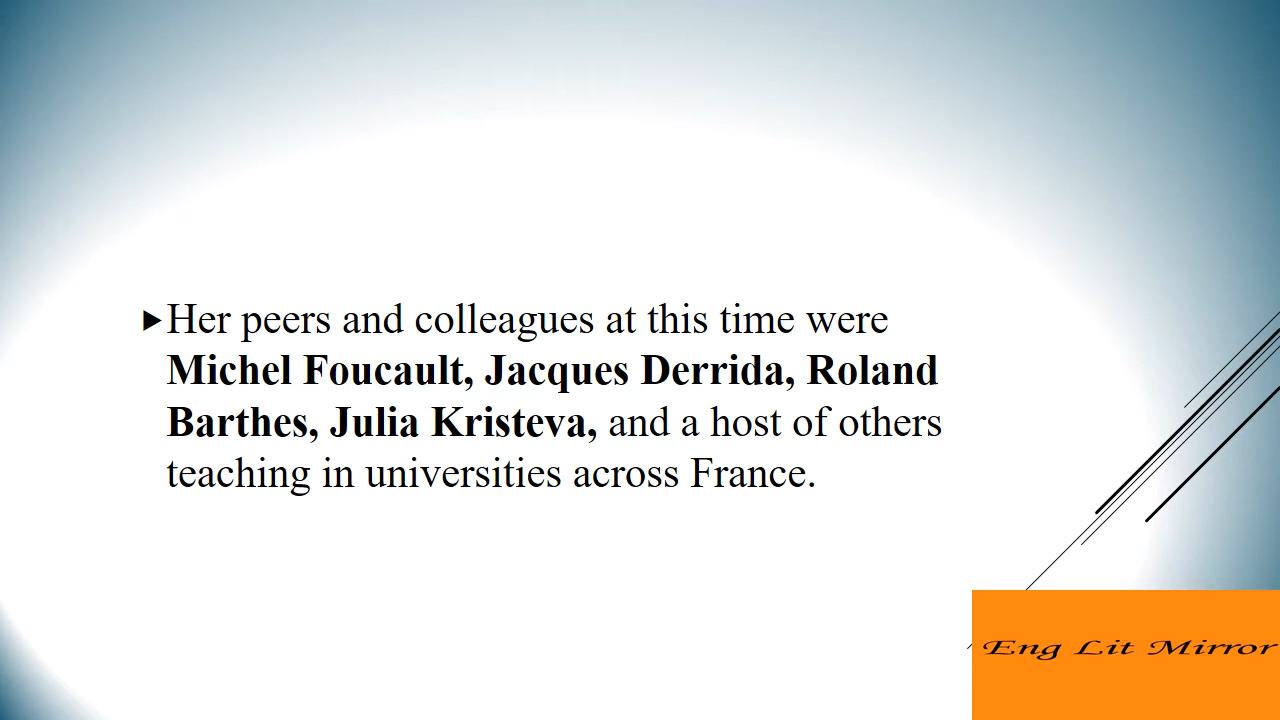 Her peers and colleagues at this time were
Michel Foucault, Jacques Derrida, Roland
Barthes, Julia Kristeva, and a host of others
teaching in universities across France.
Eng Lit Mirror